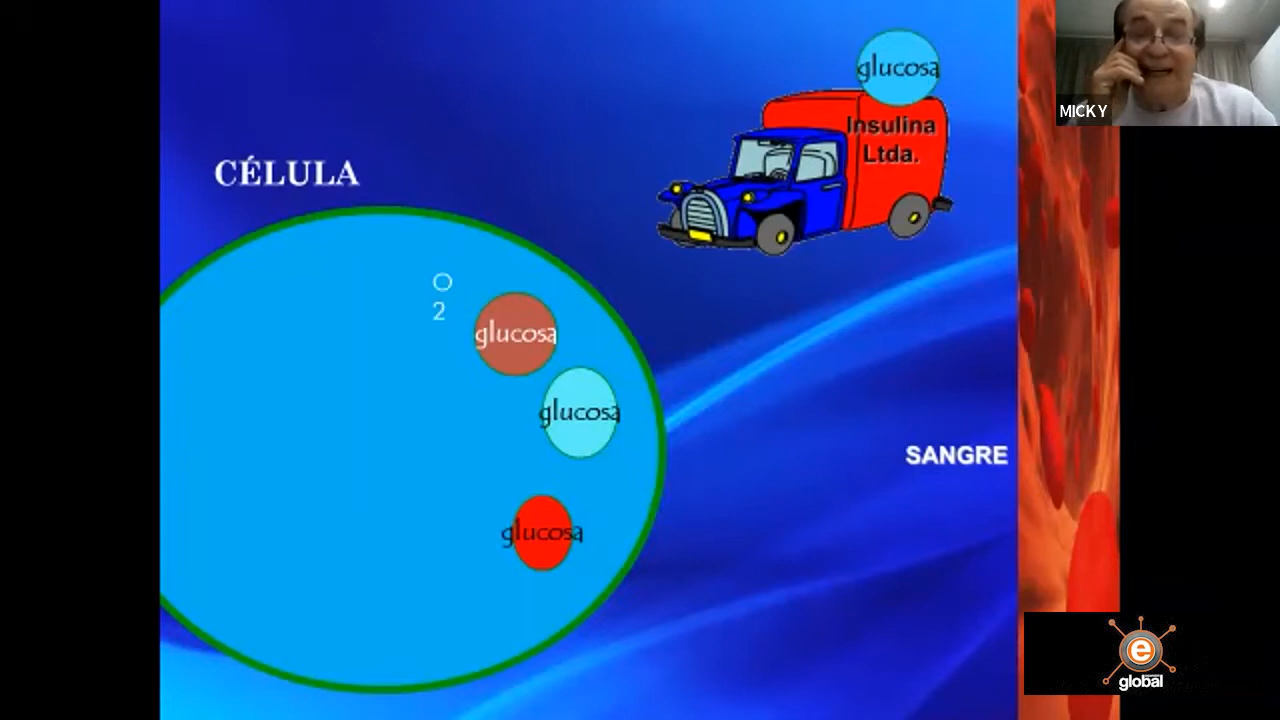 glucosa
Insulina
Ltda.
MICKY
CÉLULA
O
2
glucosa
glucosa
SANGRE
glucosa
e
global